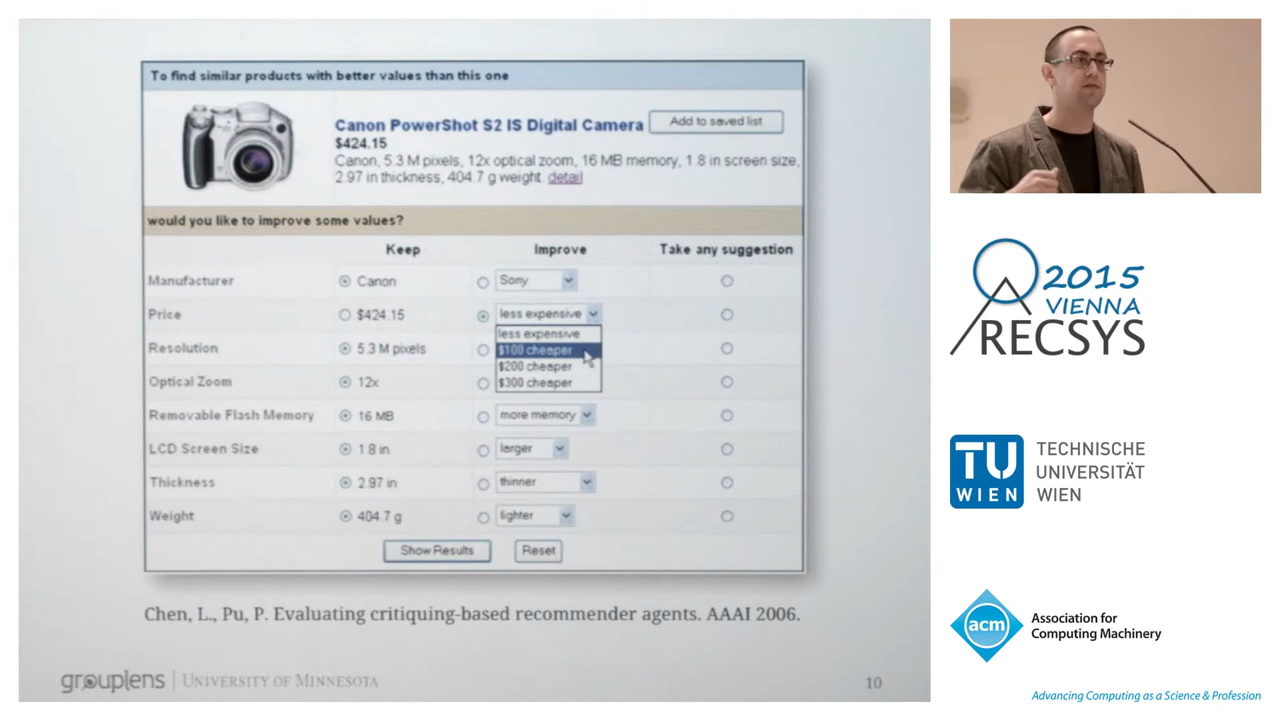 To find similar products with better values than this one
Canon PowerShot S2 IS Digital Camera
Add to saved list
$424.15
Canon, 5.3 M pixels, 12x optical zoom, 16 MB memory, 1.8 in screen size,
2.97 in thickness, 404.7 g weight. detail
would you like to improve some values?
Keep Improve Take any suggestion
Manufacturer Canon Sony
Price $424.15 less expensive
less expensive
Resolution 5.3 M pixels $100 cheaper
$200 cheaper
Optical Zoom 12x $300 cheaper
Removable Flash Memory 16 MB more memory
LCD Screen Size 1.8 in larger
Thickness 2.97 in thinner
Weight 404.7 g lighter
Show Results Reset
Chen, L., Pu, P. Evaluating critiquing-based recommender agents. AAAI 2006.
grouplens | UNIVERSITY OF MINNESOTA
10
2015
VIENNA
RECSYS
TU
WIEN
TECHNISCHE
UNIVERSITÄT
WIEN
acm
Association for
Computing Machinery
Advancing Computing as a Science & Profession